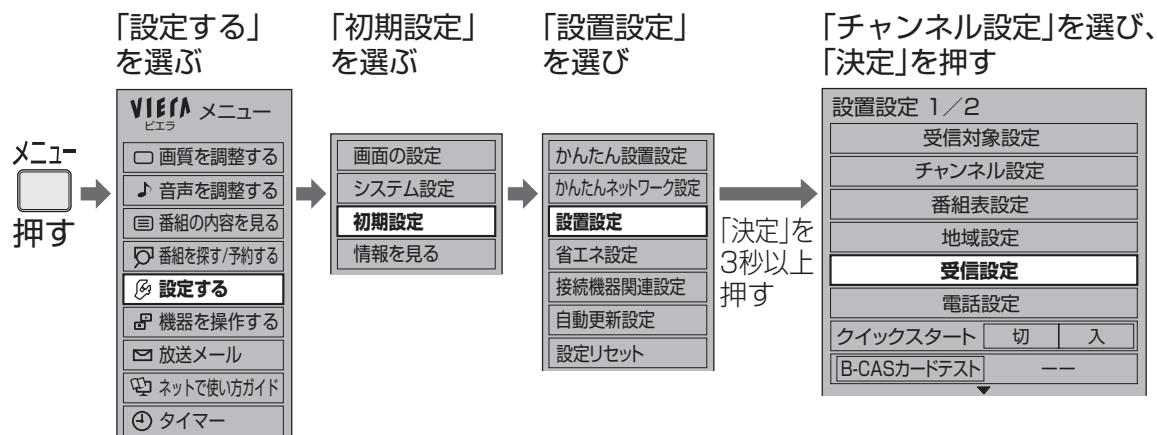 「設定する」
を選ぶ
「初期設定」
を選ぶ
「設置設定」
を選び
「チャンネル設定」を選び、
「決定」を押す
メニュー
押す
VIERA メニュー
ビエラ
画質を調整する
音声を調整する
番組の内容を見る
番組を探す/予約する
設定する
機器を操作する
放送メール
ネットで使い方ガイド
タイマー
画面の設定
システム設定
初期設定
情報を見る
かんたん設置設定
かんたんネットワーク設定
設置設定
省エネ設定
接続機器関連設定
自動更新設定
設定リセット
「決定」を
3秒以上
押す
設置設定 1／2
受信対象設定
チャンネル設定
番組表設定
地域設定
受信設定
電話設定
クイックスタート 切 入
B-CASカードテスト −−